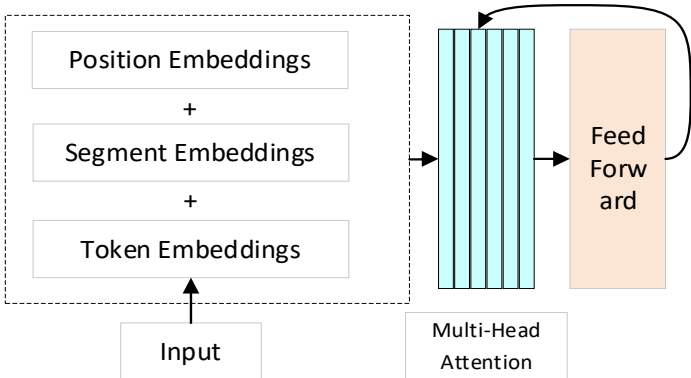 Position Embeddings
+
Segment Embeddings
+
Token Embeddings
Input
Multi-Head
Attention
Feed
Forw
ard